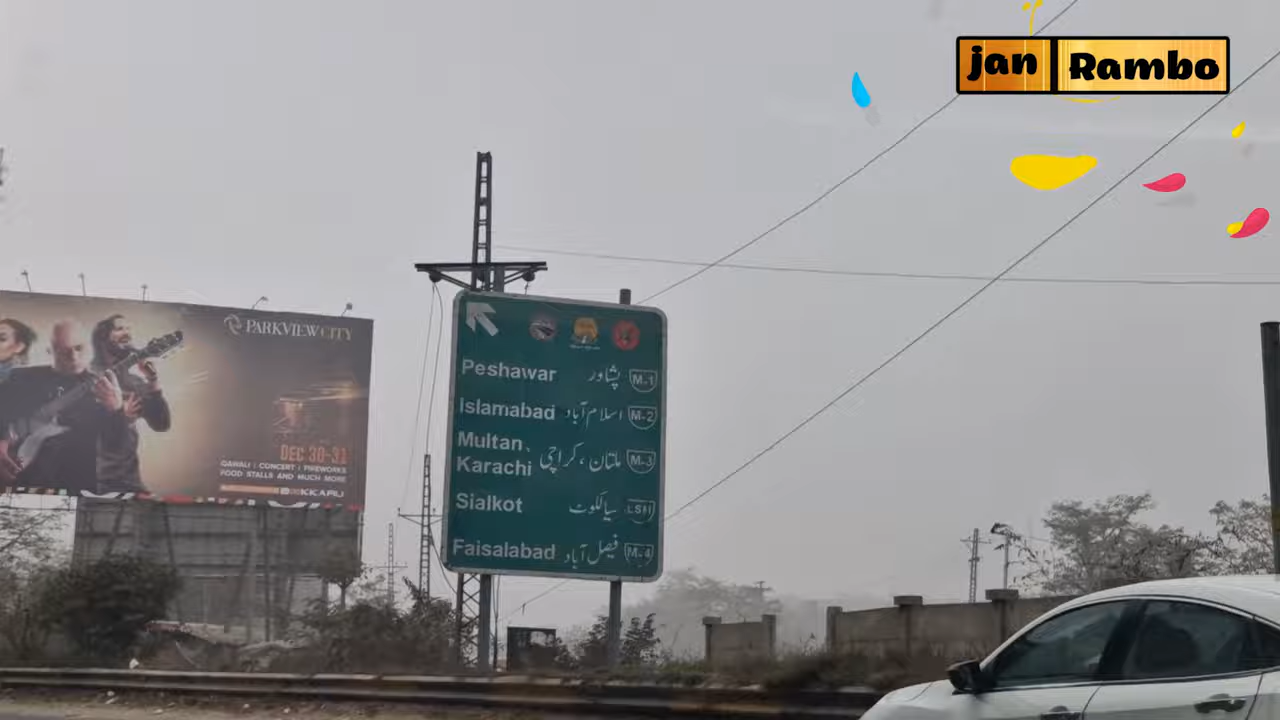 jan Rambo
PARKVIEW CITY
DEC 30-31
QAWALI | CONCERT | FIREWORKS
FOOD STALLS AND MUCH MORE
Peshawar پشاور M-1
Islamabad اسلام آباد M-2
Multan،
Karachi ملتان، کراچی M-3
Sialkot سیالکوٹ
Faisalabad فیصل آباد M-4